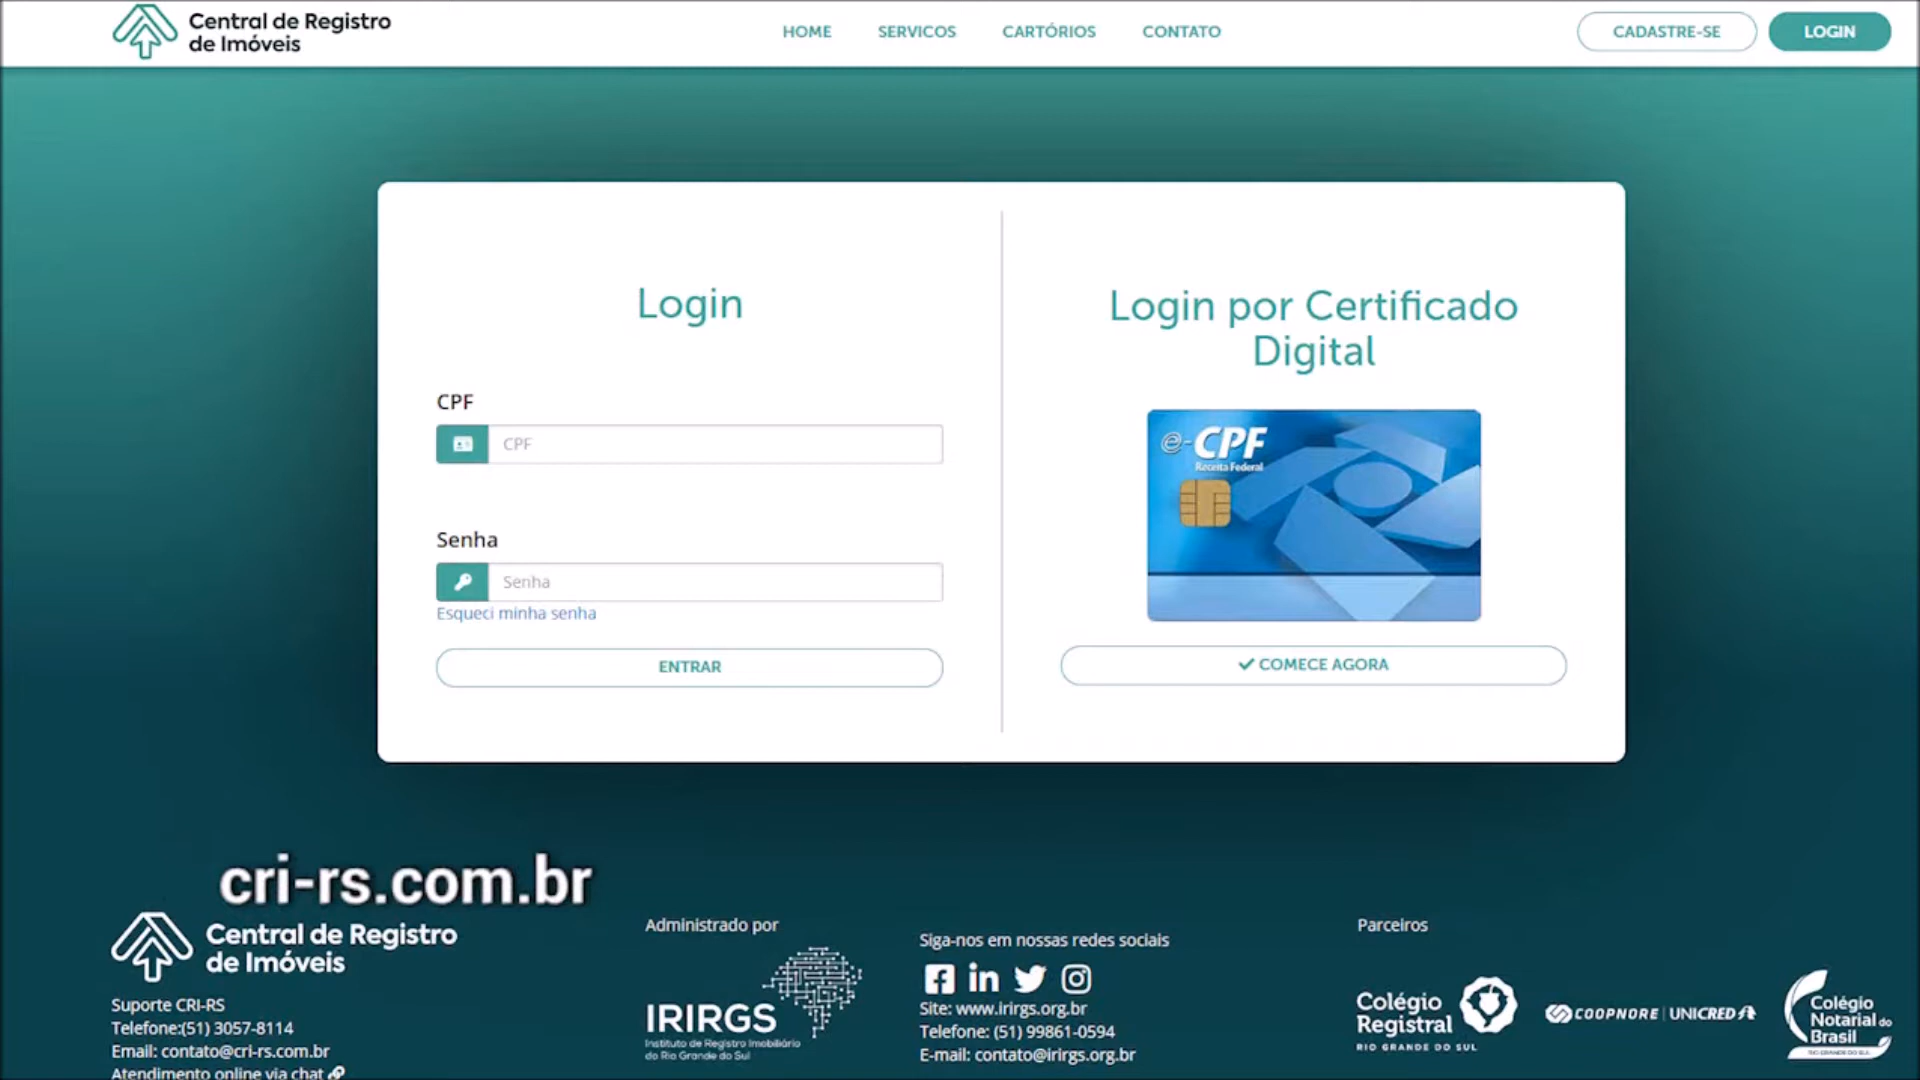 Central de Registro
de Imóveis
HOME
SERVICOS
CARTÓRIOS
CONTATO
CADASTRE-SE
LOGIN
Login
CPF
CPF
Senha
Senha
Esqueci minha senha
ENTRAR
Login por Certificado
Digital
e-CPF
Receita Federal
COMECE AGORA
cri-rs.com.br
Central de Registro
de Imóveis
Suporte CRI-RS
Telefone:(51) 3057-8114
Email: contato@cri-rs.com.br
Atendimento online via chat
Administrado por
IRIRGS
Instituto de Registro Imobiliário
do Rio Grande do Sul
Siga-nos em nossas redes sociais
Site: www.irirgs.org.br
Telefone: (51) 99861-0594
E-mail: contato@irirgs.org.br
Parceiros
Colégio
Registral
RIO GRANDE DO SUL
COOPNORE | UNICRED
Colégio
Notarial do
Brasil
RIO GRANDE DO SUL